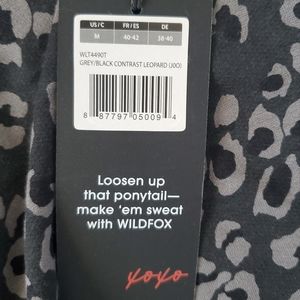 US/C FR/ES DE
M 40-42 38-40
WLT4490T
GREY/BLACK CONTRAST LEOPARD (J0O)
8 87797 05009 4
Loosen up
that ponytail—
make 'em sweat
with WILDFOX
xoxo